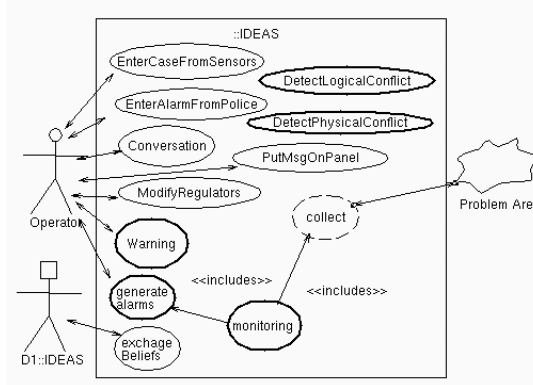 ::IDEAS
EnterCaseFromSensors
DetectLogicalConflict
EnterAlarmFromPolice
DetectPhysicalConflict
Conversation
PutMsgOnPanel
ModifyRegulators
Problem Are
Operator
collect
Warning
<<includes>>
generate
alarms
<<includes>>
monitoring
exchage
Beliefs
D1::IDEAS